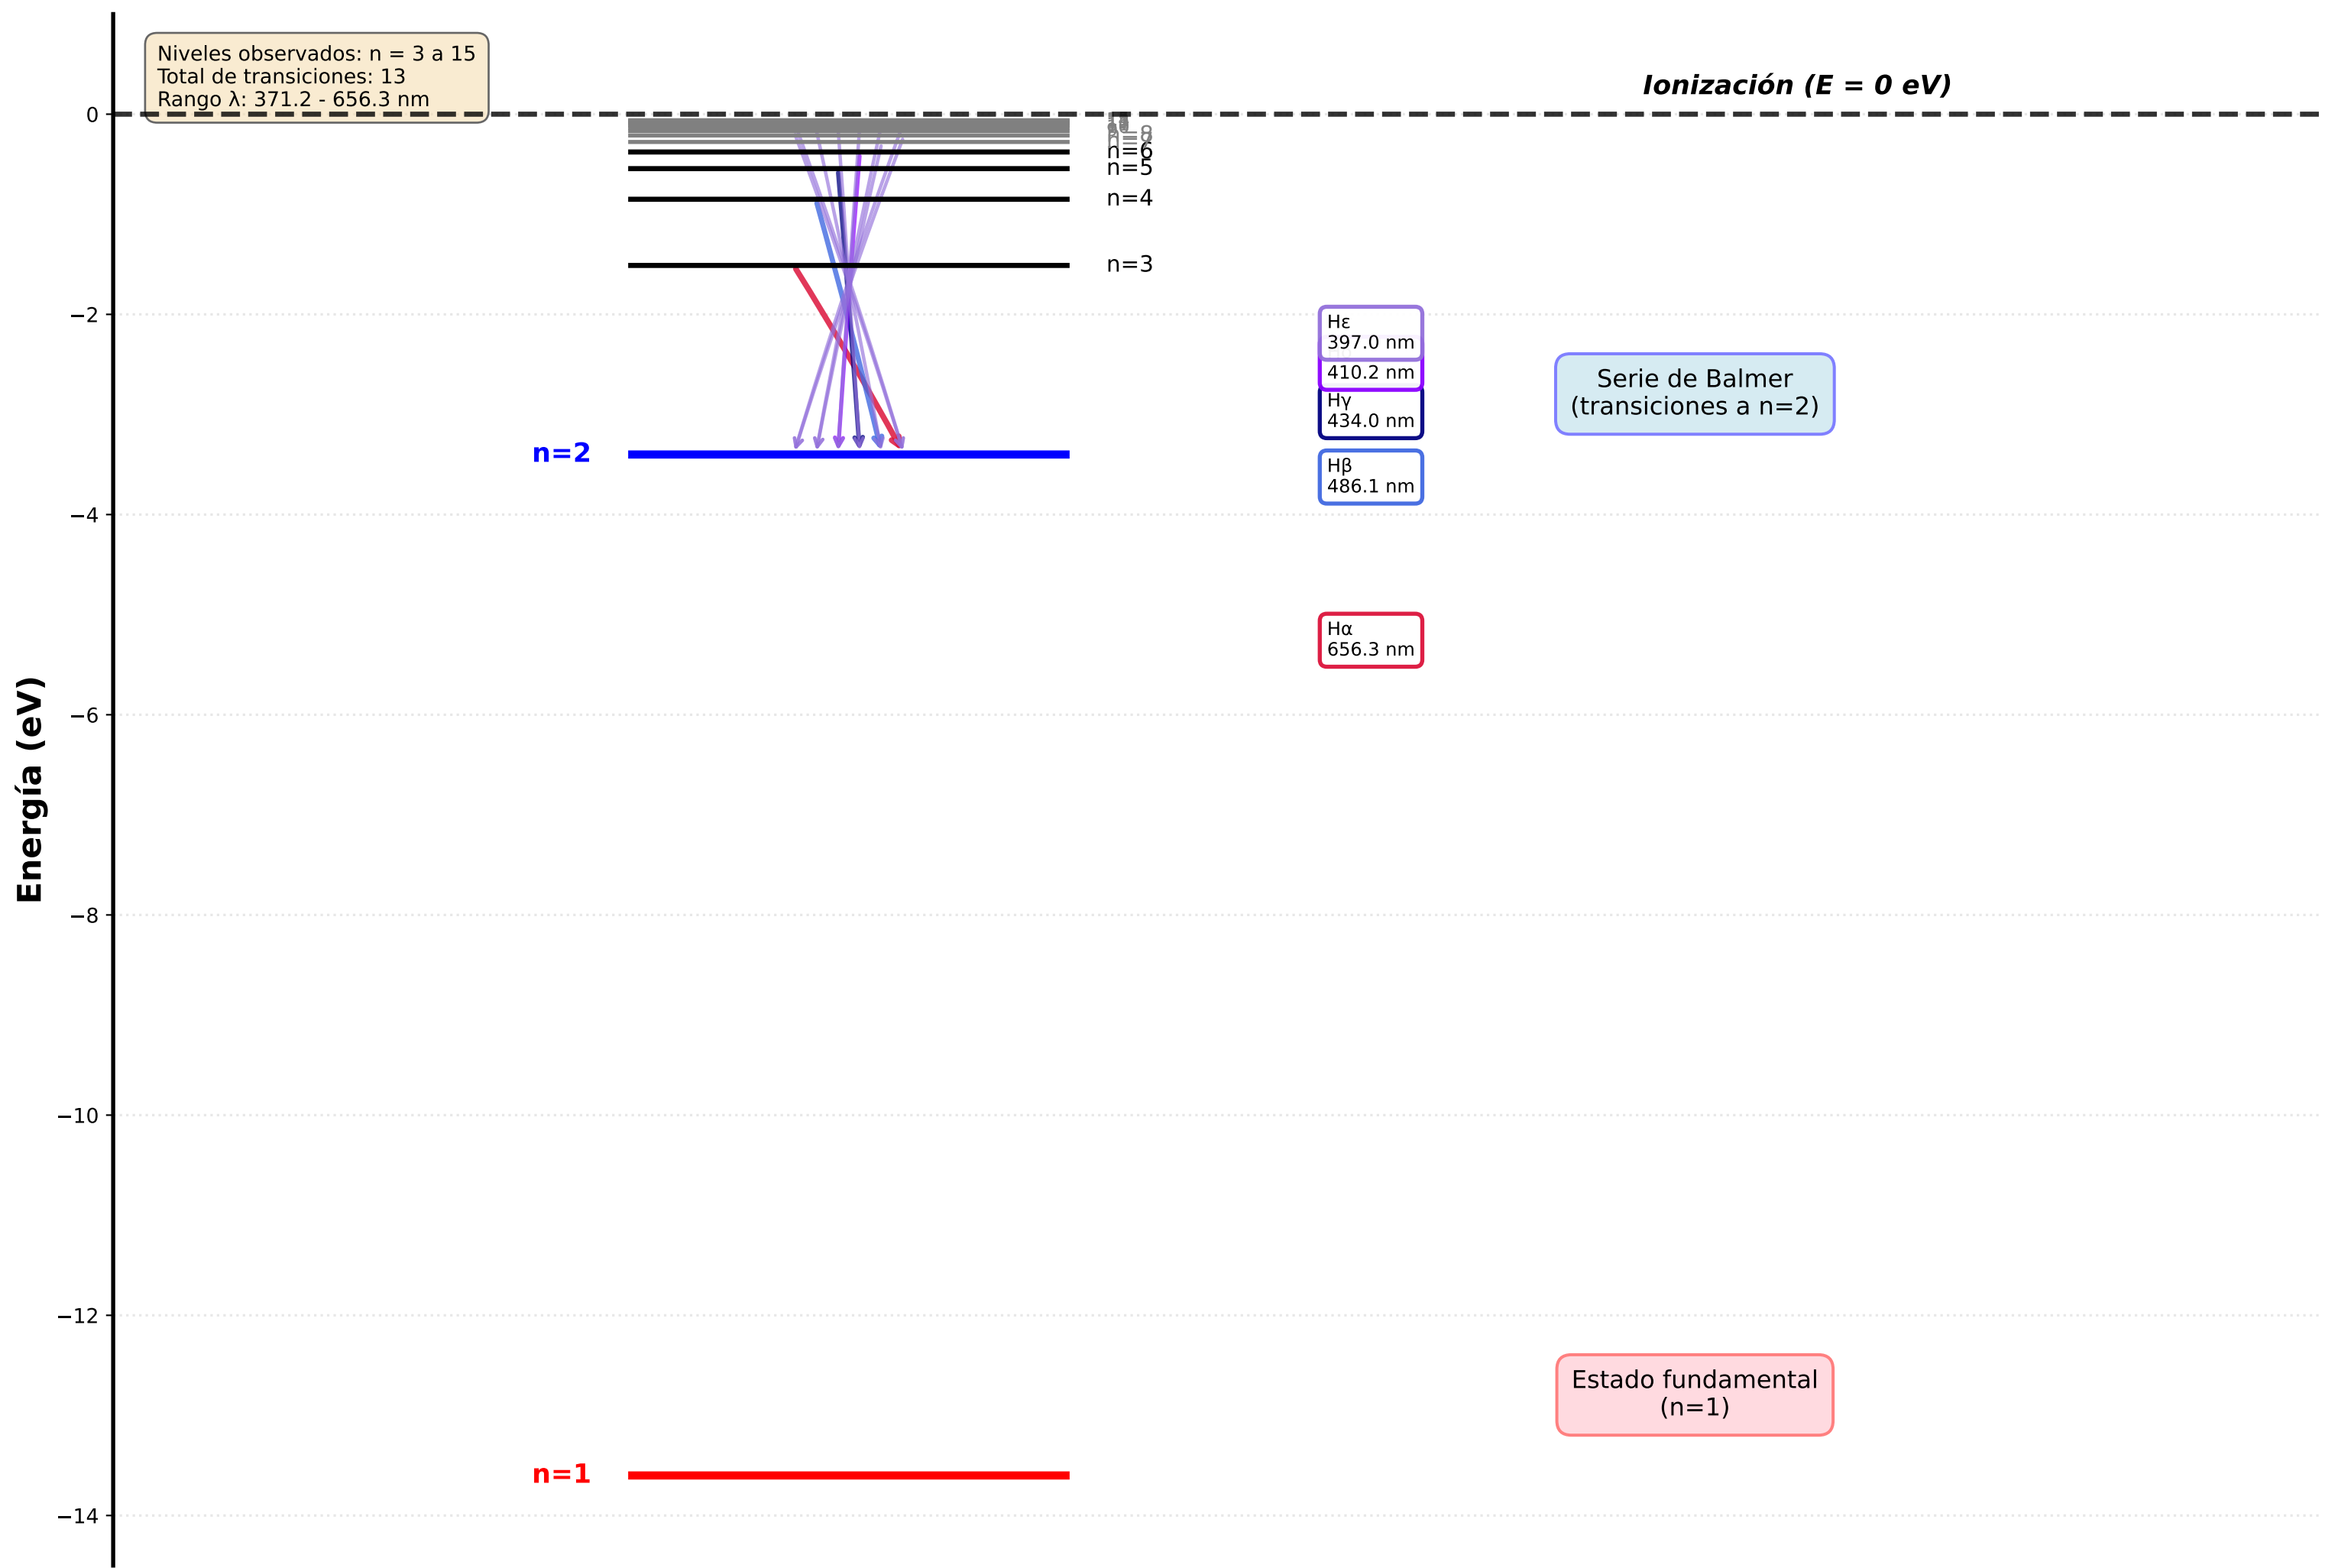 Niveles observados: n = 3 a 15
Total de transiciones: 13
Rango λ: 371.2 - 656.3 nm
Ionización (E = 0 eV)
0
n=6
n=5
n=4
n=3
−2
Hε
397.0 nm
410.2 nm
Hγ
434.0 nm
Serie de Balmer
(transiciones a n=2)
n=2
Hβ
486.1 nm
−4
Hα
656.3 nm
−6
Energía (eV)
−8
−10
−12
Estado fundamental
(n=1)
n=1
−14